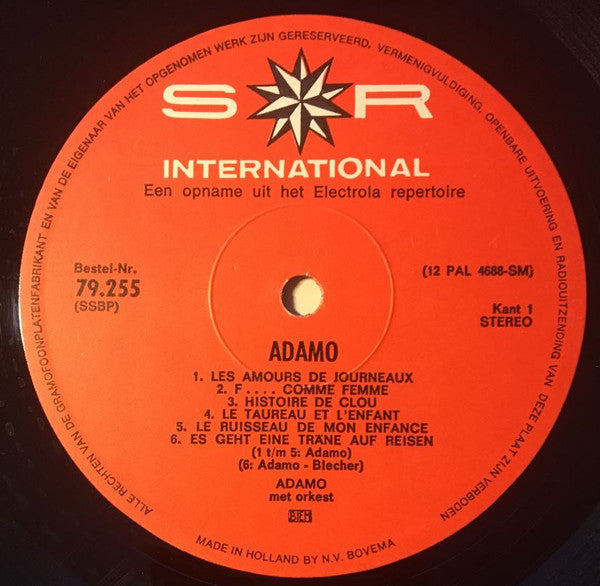 ALLE RECHTEN VAN DE GRAMOFOONPLATENFABRIKANT EN VAN DE EIGENAAR VAN HET OPGENOMEN WERK ZIJN GERESERVEERD. VERMENIGVULDIGING, OPENBARE UITVOERING EN RADIOUITZENDING VAN DEZE PLAAT ZIJN VERBODEN
S R
INTERNATIONAL
Een opname uit het Electrola repertoire
Bestel-Nr.
79.255
(SSBP)
(12 PAL 4688-SM)
Kant 1
STEREO
ADAMO
1. LES AMOURS DE JOURNEAUX
2. F.... COMME FEMME
3. HISTOIRE DE CLOU
4. LE TAUREAU ET L'ENFANT
5. LE RUISSEAU DE MON ENFANCE
6. ES GEHT EINE TRÄNE AUF REISEN
(1 t/m 5: Adamo)
(6: Adamo - Blecher)
ADAMO
met orkest
STEMRA
MADE IN HOLLAND BY N.V. BOVEMA